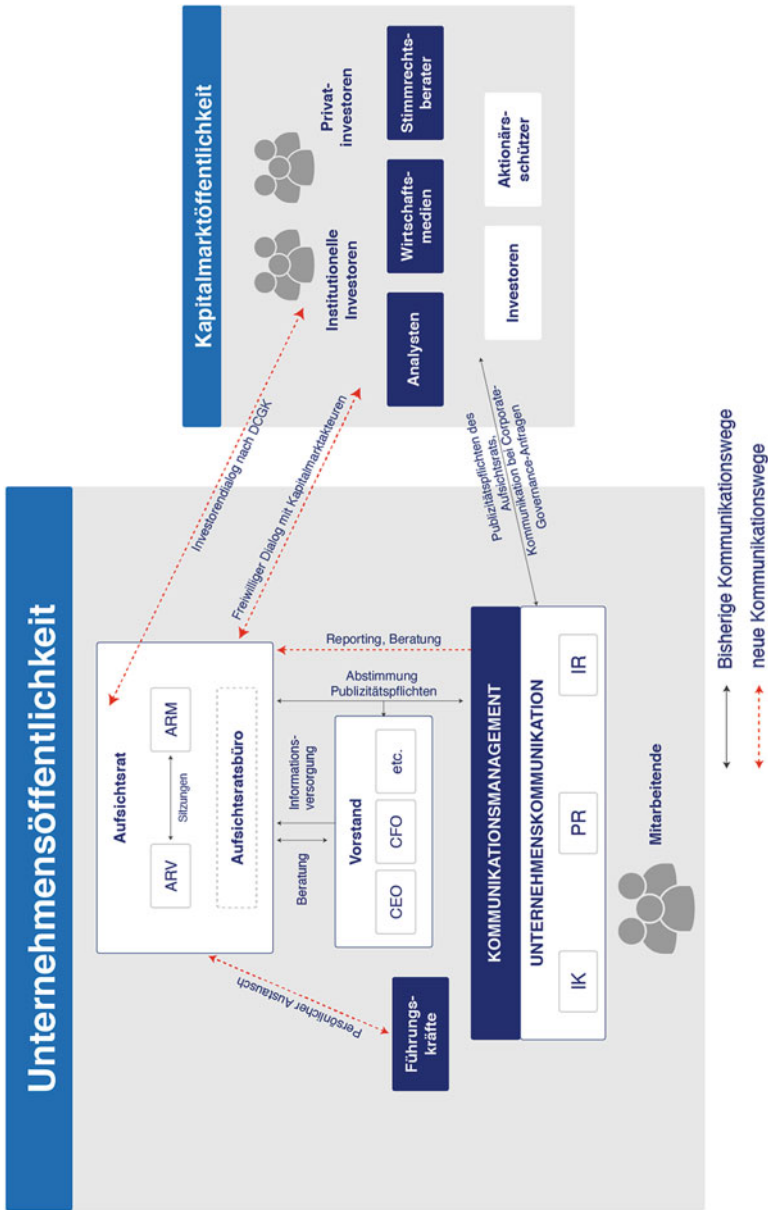 Unternehmensöffentlichkeit
Aufsichtsrat
ARV
Sitzungen
ARM
Aufsichtsratsbüro
Persönlicher Austausch
Führungs-
kräfte
Beratung
Informations-
versorgung
Abstimmung
Publizitätspflichten
Reporting, Beratung
Vorstand
CEO
CFO
etc.
KOMMUNIKATIONSMANAGEMENT
UNTERNEHMENSKOMMUNIKATION
IK
PR
IR
Mitarbeitende
Investorendialog nach DCGK
Freiwilliger Dialog mit Kapitalmarktakteuren
Publizitätspflichten des
Aufsichtsrats,
Kommunikation bei Corporate-
Governance-Anfragen
Kapitalmarktöffentlichkeit
Institutionelle
Investoren
Privat-
investoren
Analysten
Wirtschafts-
medien
Stimmrechts-
berater
Investoren
Aktionärs-
schützer
Bisherige Kommunikationswege
neue Kommunikationswege